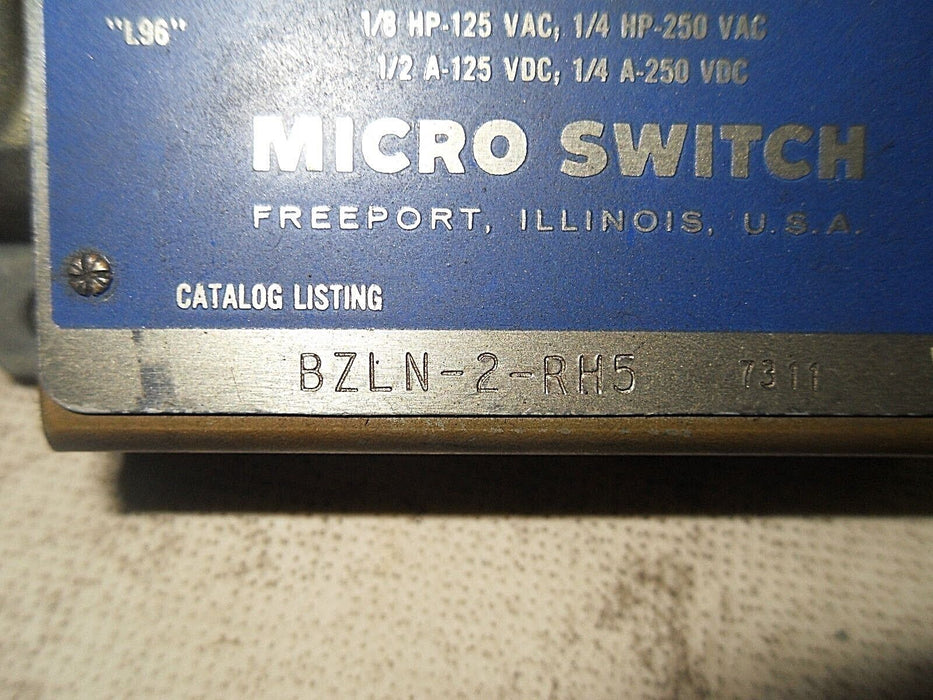 "L96"
1/8 HP-125 VAC; 1/4 HP-250 VAC
1/2 A-125 VDC; 1/4 A-250 VDC
MICRO SWITCH
FREEPORT, ILLINOIS, U.S.A.
CATALOG LISTING
BZLN-2-RH5 7311